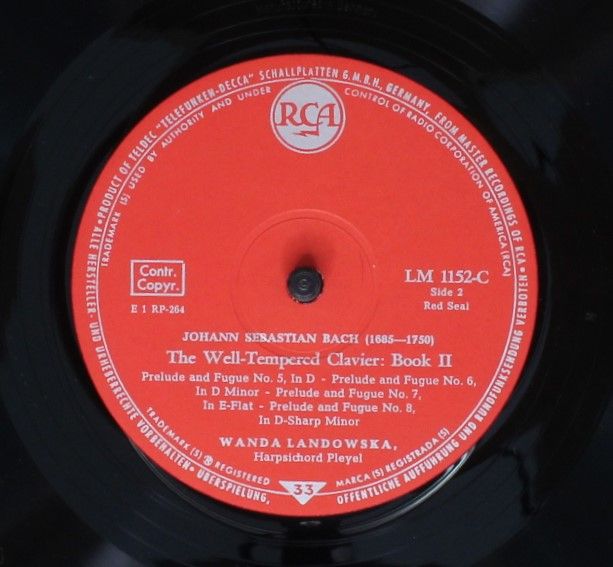 • PRODUCT OF TELDEC "TELEFUNKEN-DECCA" SCHALLPLATTEN G.M.B.H., GERMANY, FROM MASTER RECORDINGS OF RCA •
TRADEMARK (S) USED BY AUTHORITY AND UNDER CONTROL OF RADIO CORPORATION OF AMERICA (RCA)
RCA
Contr.
Copyr.
E 1 RP-264
LM 1152-C
Side 2
Red Seal
JOHANN SEBASTIAN BACH (1685—1750)
The Well-Tempered Clavier: Book II
Prelude and Fugue No. 5, In D - Prelude and Fugue No. 6,
In D Minor - Prelude and Fugue No. 7,
In E-Flat - Prelude and Fugue No. 8,
In D-Sharp Minor
WANDA LANDOWSKA,
Harpsichord Pleyel
TRADEMARK (S) ® REGISTERED
MARCA (S) REGISTRADA (S)
33
ALLE HERSTELLER- UND URHEBERRECHTE VORBEHALTEN • ÜBERSPIELUNG, ÖFFENTLICHE AUFFÜHRUNG UND RUNDFUNKSENDUNG VERBOTEN